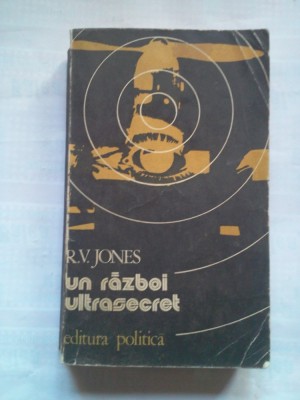 R.V. JONES
un război
ultrasecret
editura politica